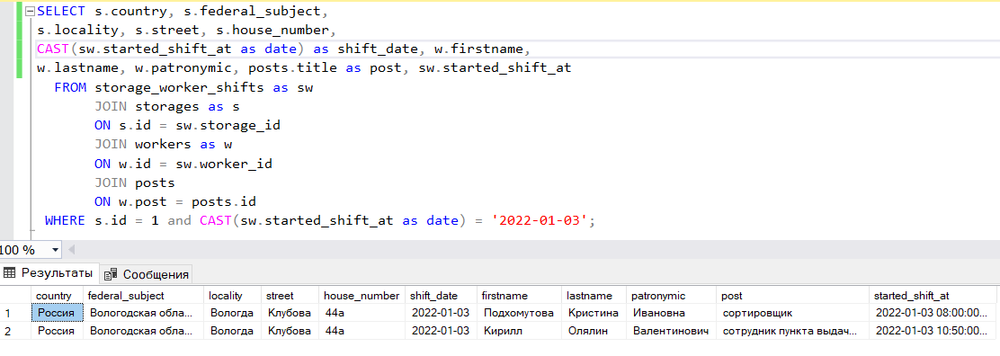 SELECT s.country, s.federal_subject,
s.locality, s.street, s.house_number,
CAST(sw.started_shift_at as date) as shift_date, w.firstname,
w.lastname, w.patronymic, posts.title as post, sw.started_shift_at
FROM storage_worker_shifts as sw
JOIN storages as s
ON s.id = sw.storage_id
JOIN workers as w
ON w.id = sw.worker_id
JOIN posts
ON w.post = posts.id
WHERE s.id = 1 and CAST(sw.started_shift_at as date) = '2022-01-03';
100 %
Результаты Сообщения
country federal_subject locality street house_number shift_date firstname lastname patronymic post started_shift_at
1 Россия Вологодская обла... Вологда Клубова 44а 2022-01-03 Подхомутова Кристина Ивановна сортировщик 2022-01-03 08:00:00...
2 Россия Вологодская обла... Вологда Клубова 44а 2022-01-03 Кирилл Олялин Валентинович сотрудник пункта выдач... 2022-01-03 10:50:00...